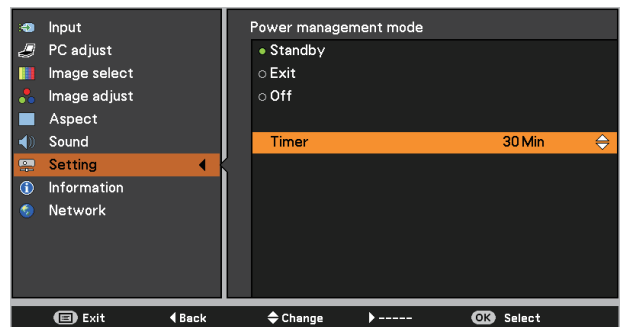 Input
PC adjust
Image select
Image adjust
Aspect
Sound
Setting
Information
Network
Power management mode
Standby
Exit
Off
Timer 30 Min
Exit Back Change ----- OK Select